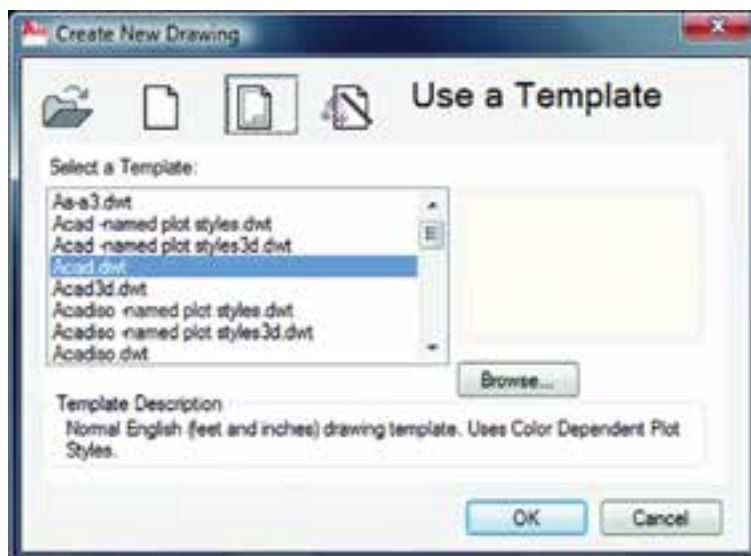 Create New Drawing
Use a Template
Select a Template:
Aa-a3.dwt
Acad -named plot styles.dwt
Acad -named plot styles3d.dwt
Acad.dwt
Acad3d.dwt
Acadiso -named plot styles.dwt
Acadiso -named plot styles3d.dwt
Acadiso.dwt
Browse...
Template Description
Normal English (feet and inches) drawing template. Uses Color Dependent Plot
Styles.
OK
Cancel